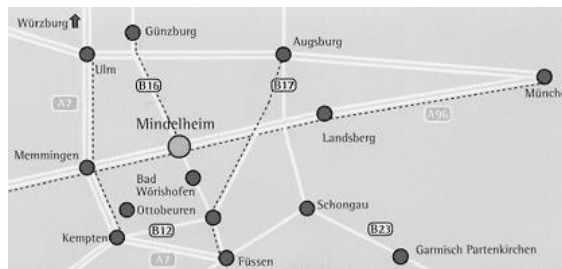 Würzburg
Günzburg
Augsburg
Ulm
B16
B17
A7
Münche
A96
Mindelheim
Landsberg
Memmingen
Bad
Wörishofen
Ottobeuren
Schongau
B12
B23
Kempten
A7
Füssen
Garmisch Partenkirchen